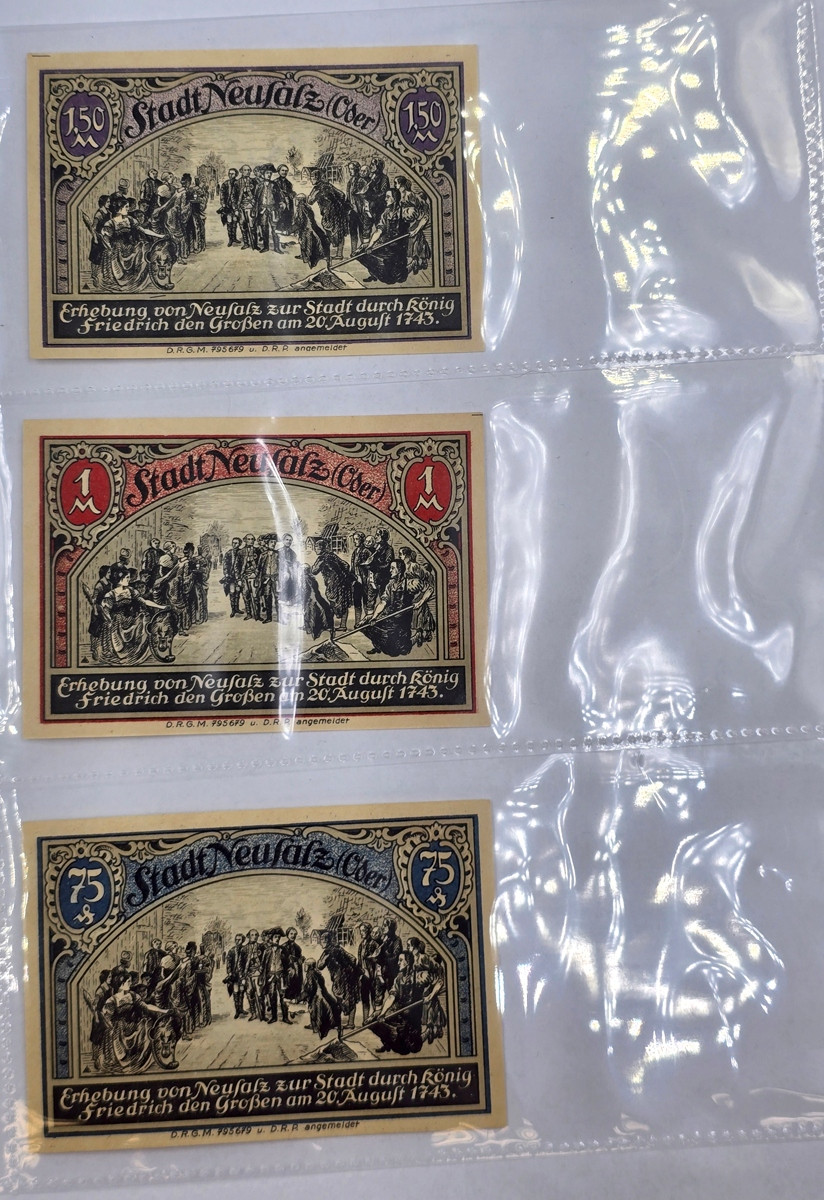 1,50 M Stadt Neuſalz (Oder) 1,50 M
Erhebung von Neuſalz zur Stadt durch König
Friedrich den Großen am 20. Auguſt 1743.
D.R.G.M. 795679 u. D.R.P. angemeldet
1 M Stadt Neuſalz (Oder) 1 M
Erhebung von Neuſalz zur Stadt durch König
Friedrich den Großen am 20. Auguſt 1743.
D.R.G.M. 795679 u. D.R.P. angemeldet
75 ₰ Stadt Neuſalz (Oder) 75 ₰
Erhebung von Neuſalz zur Stadt durch König
Friedrich den Großen am 20. Auguſt 1743.
D.R.G.M. 795679 u. D.R.P. angemeldet